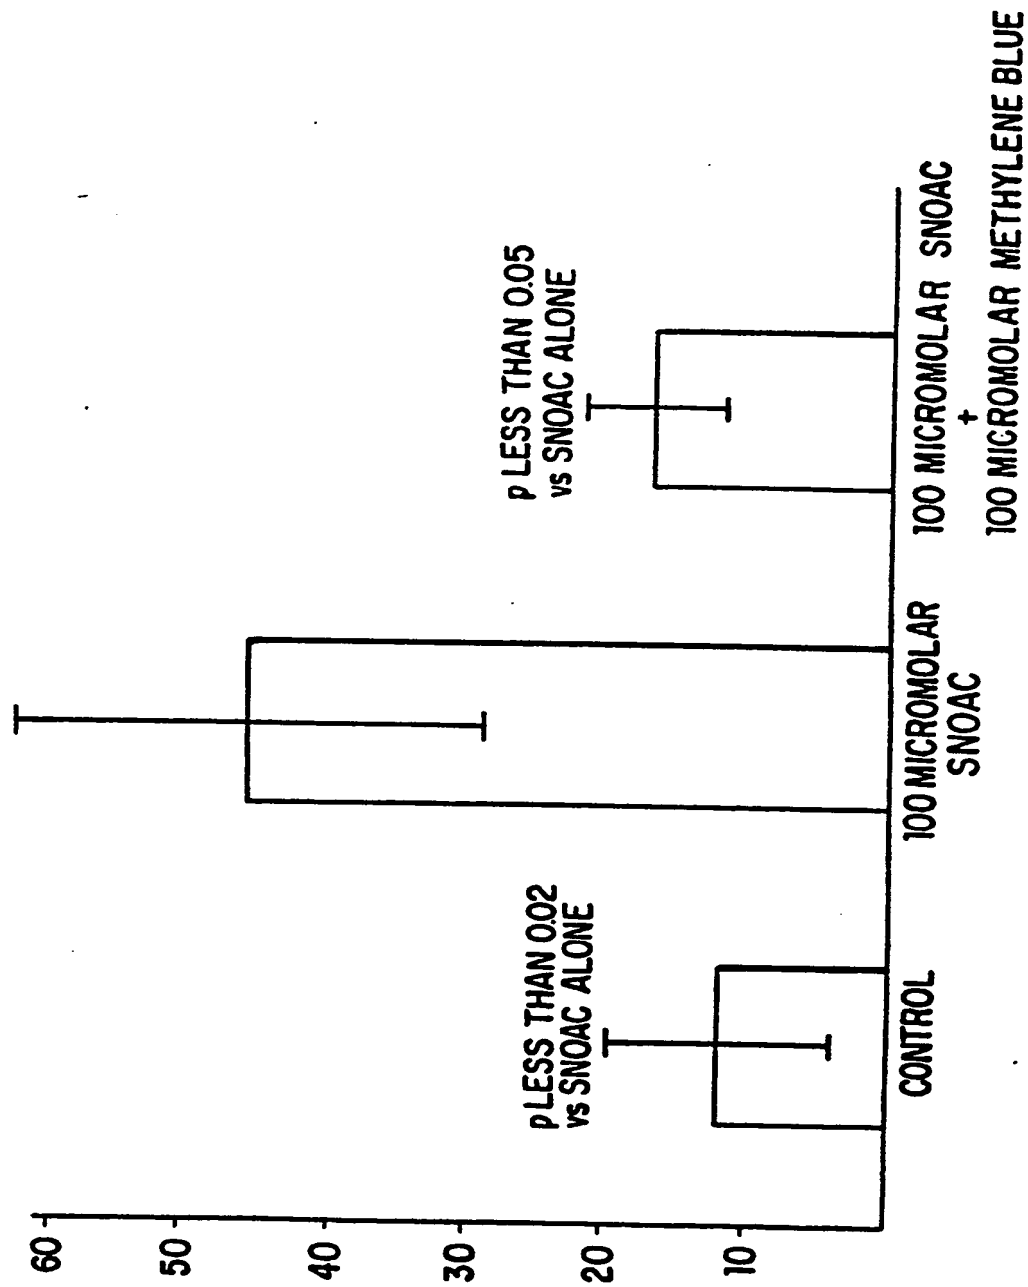 60
50
40
30
20
10
p LESS THAN 0.02
vs SNOAC ALONE
p LESS THAN 0.05
vs SNOAC ALONE
CONTROL
100 MICROMOLAR
SNOAC
100 MICROMOLAR SNOAC
+
100 MICROMOLAR METHYLENE BLUE